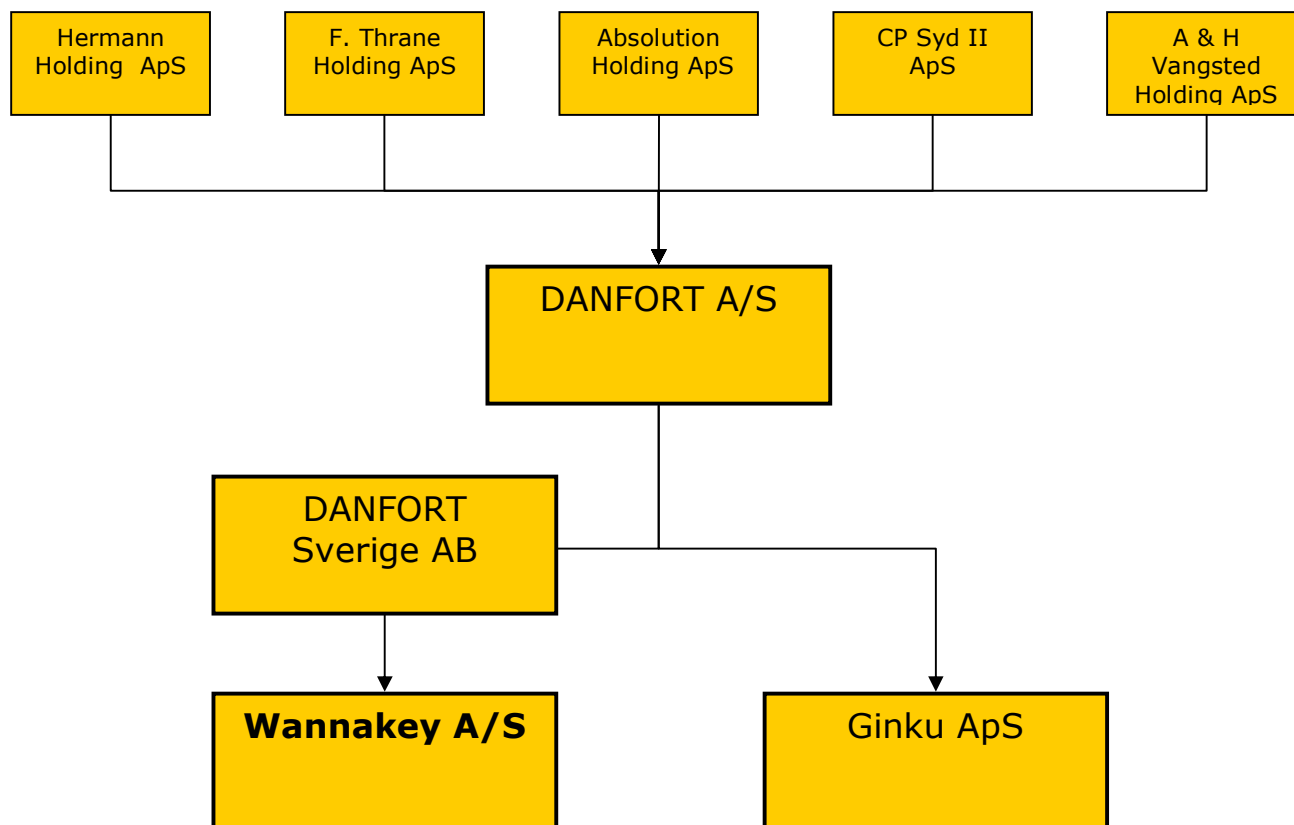 Hermann
Holding  ApS
F. Thrane
Holding ApS
Absolution
Holding ApS
CP Syd II
ApS
A & H
Vangsted
Holding ApS
DANFORT A/S
DANFORT
Sverige AB
Wannakey A/S
Ginku ApS